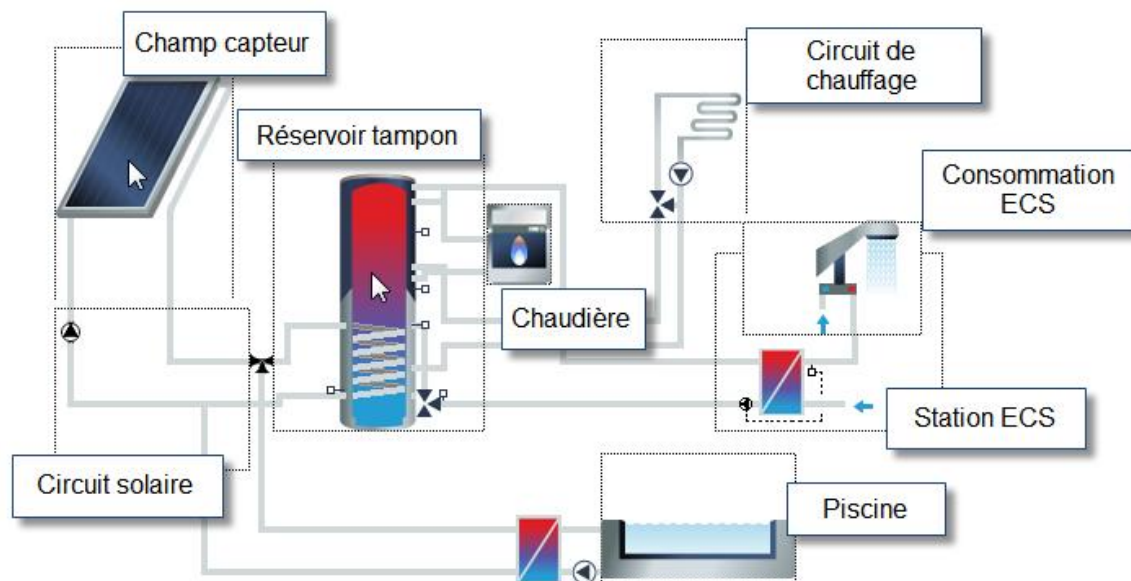 Champ capteur
Circuit de
chauffage
Réservoir tampon
Consommation
ECS
Chaudière
Station ECS
Circuit solaire
Piscine